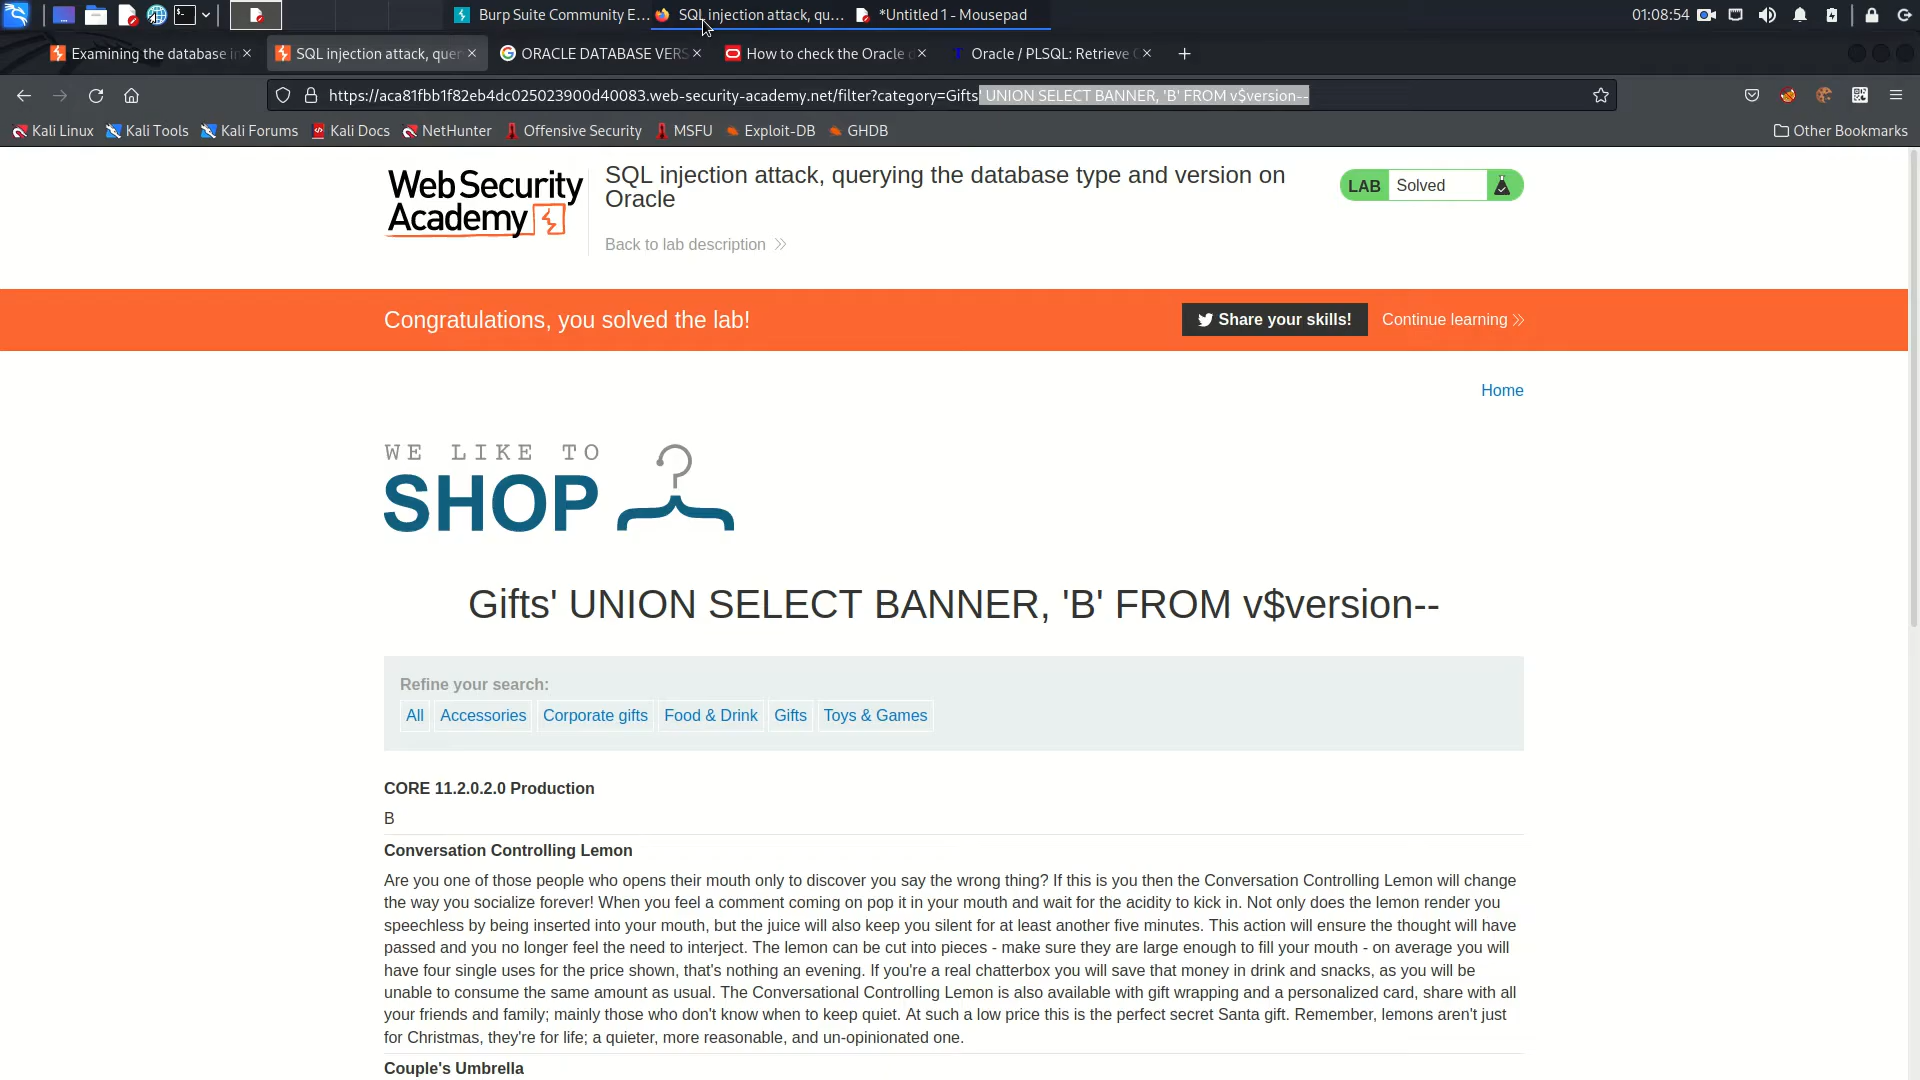 Burp Suite Community E... SQL injection attack, qu... *Untitled 1 - Mousepad 01:08:54
Examining the database i SQL injection attack, quer ORACLE DATABASE VERS How to check the Oracle d Oracle / PLSQL: Retrieve
https://aca81fbb1f82eb4dc025023900d40083.web-security-academy.net/filter?category=Gifts' UNION SELECT BANNER, 'B' FROM v$version--
Kali Linux Kali Tools Kali Forums Kali Docs NetHunter Offensive Security MSFU Exploit-DB GHDB Other Bookmarks
WebSecurity
Academy
SQL injection attack, querying the database type and version on
Oracle
LAB Solved
Back to lab description
Congratulations, you solved the lab!
Share your skills! Continue learning
Home
WE LIKE TO
SHOP
Gifts' UNION SELECT BANNER, 'B' FROM v$version--
Refine your search:
All Accessories Corporate gifts Food & Drink Gifts Toys & Games
CORE 11.2.0.2.0 Production
B
Conversation Controlling Lemon
Are you one of those people who opens their mouth only to discover you say the wrong thing? If this is you then the Conversation Controlling Lemon will change
the way you socialize forever! When you feel a comment coming on pop it in your mouth and wait for the acidity to kick in. Not only does the lemon render you
speechless by being inserted into your mouth, but the juice will also keep you silent for at least another five minutes. This action will ensure the thought will have
passed and you no longer feel the need to interject. The lemon can be cut into pieces - make sure they are large enough to fill your mouth - on average you will
have four single uses for the price shown, that's nothing an evening. If you're a real chatterbox you will save that money in drink and snacks, as you will be
unable to consume the same amount as usual. The Conversational Controlling Lemon is also available with gift wrapping and a personalized card, share with all
your friends and family; mainly those who don't know when to keep quiet. At such a low price this is the perfect secret Santa gift. Remember, lemons aren't just
for Christmas, they're for life; a quieter, more reasonable, and un-opinionated one.
Couple's Umbrella